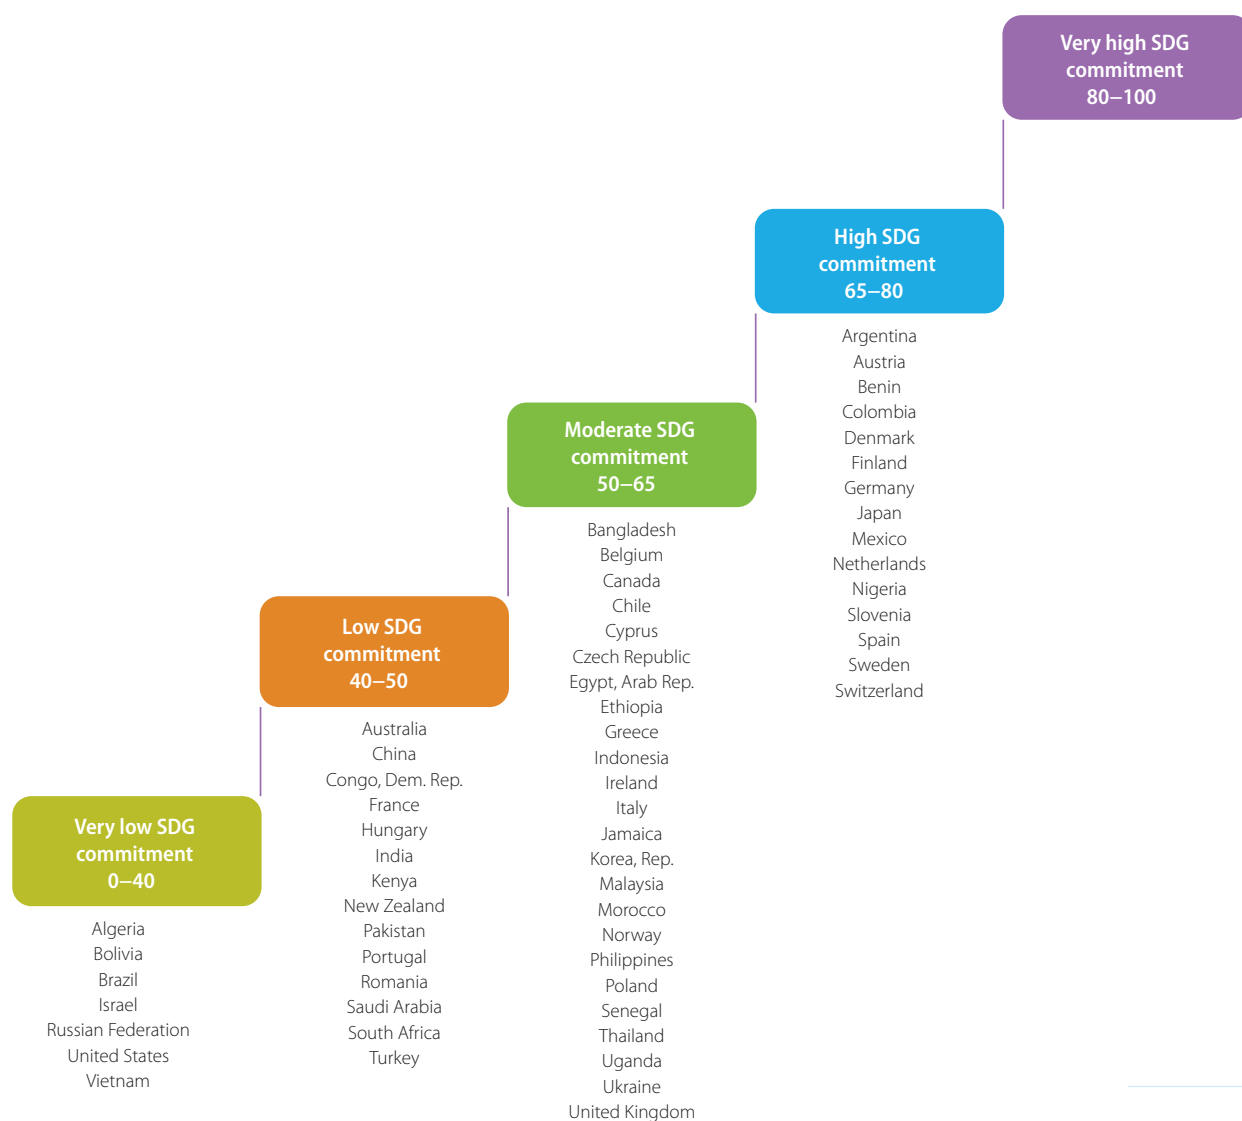 Very high SDG
commitment
80–100
High SDG
commitment
65–80
Argentina
Austria
Benin
Colombia
Denmark
Finland
Germany
Japan
Mexico
Netherlands
Nigeria
Slovenia
Spain
Sweden
Switzerland
Moderate SDG
commitment
50–65
Bangladesh
Belgium
Canada
Chile
Cyprus
Czech Republic
Egypt, Arab Rep.
Ethiopia
Greece
Indonesia
Ireland
Italy
Jamaica
Korea, Rep.
Malaysia
Morocco
Norway
Philippines
Poland
Senegal
Thailand
Uganda
Ukraine
United Kingdom
Low SDG
commitment
40–50
Australia
China
Congo, Dem. Rep.
France
Hungary
India
Kenya
New Zealand
Pakistan
Portugal
Romania
Saudi Arabia
South Africa
Turkey
Very low SDG
commitment
0–40
Algeria
Bolivia
Brazil
Israel
Russian Federation
United States
Vietnam